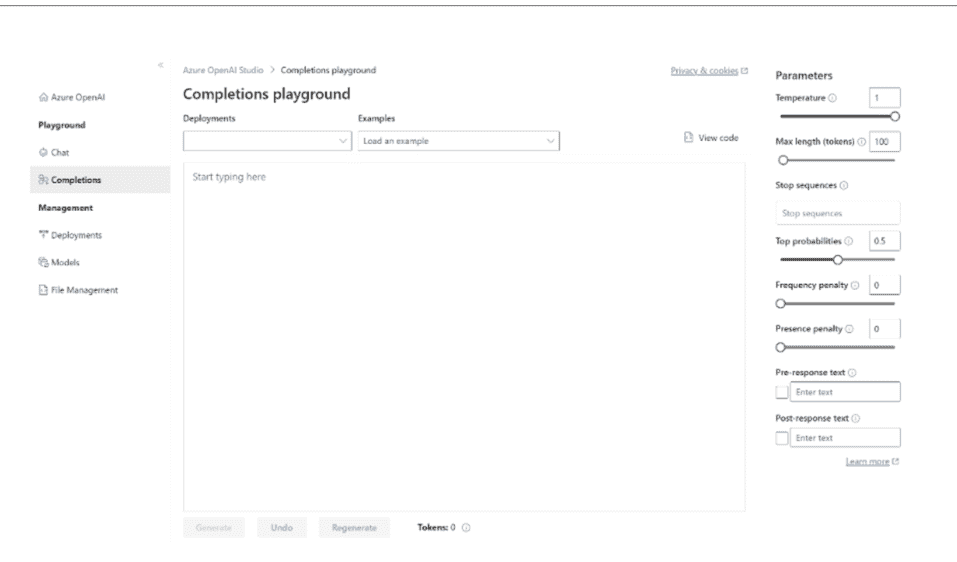 Azure OpenAI
Playground
Chat
Completions
Management
Deployments
Models
File Management
Azure OpenAI Studio > Completions playground
Privacy & cookies
Completions playground
Deployments
Examples
Load an example
View code
Start typing here
Generate
Undo
Regenerate
Tokens: 0
Parameters
Temperature
1
Max length (tokens)
100
Stop sequences
Stop sequences
Top probabilities
0.5
Frequency penalty
0
Presence penalty
0
Pre-response text
Enter text
Post-response text
Enter text
Learn more